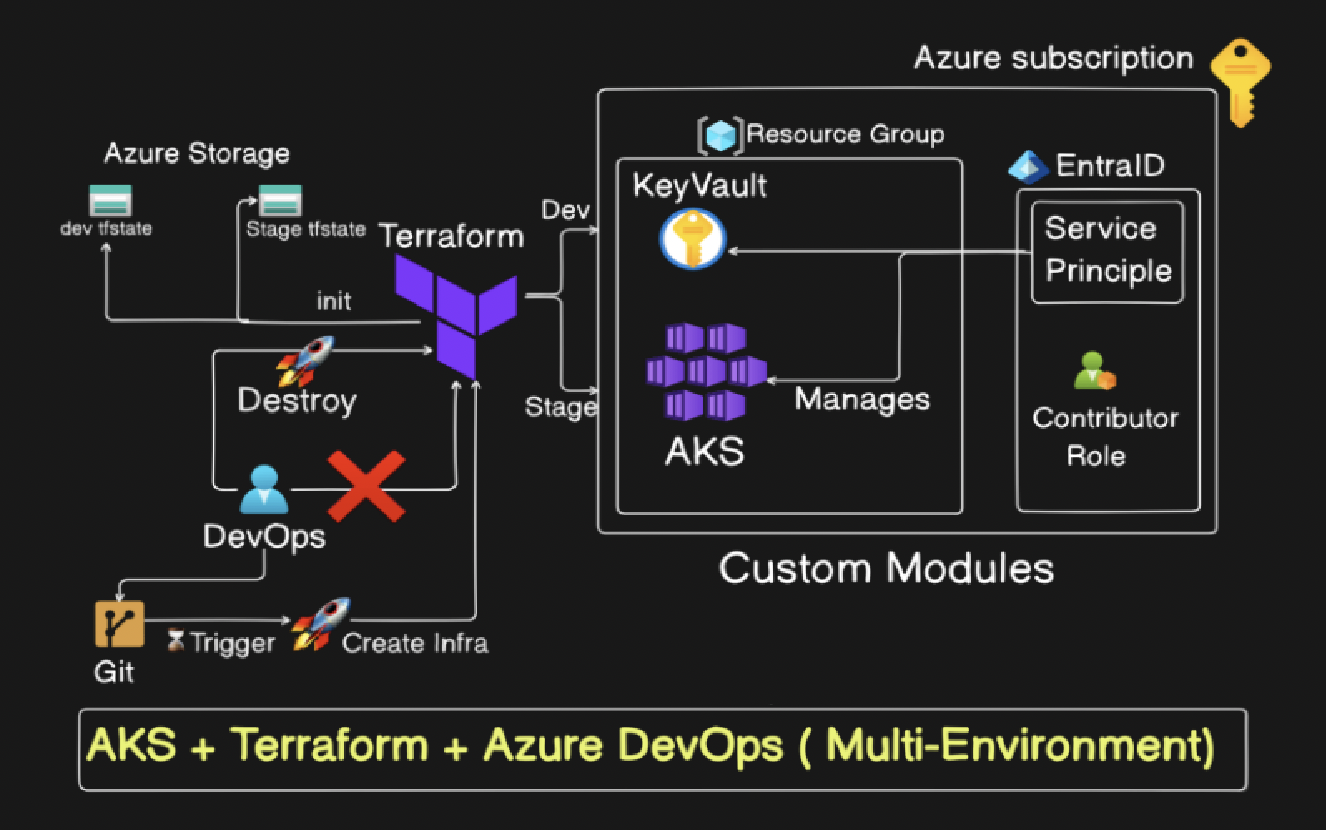 Azure subscription
Resource Group
Azure Storage
EntraID
KeyVault
Dev
dev tfstate
Stage tfstate
Terraform
Service
Principle
init
Destroy
Stage
Manages
Contributor
Role
AKS
DevOps
Custom Modules
Trigger
Create Infra
Git
AKS + Terraform + Azure DevOps ( Multi-Environment)